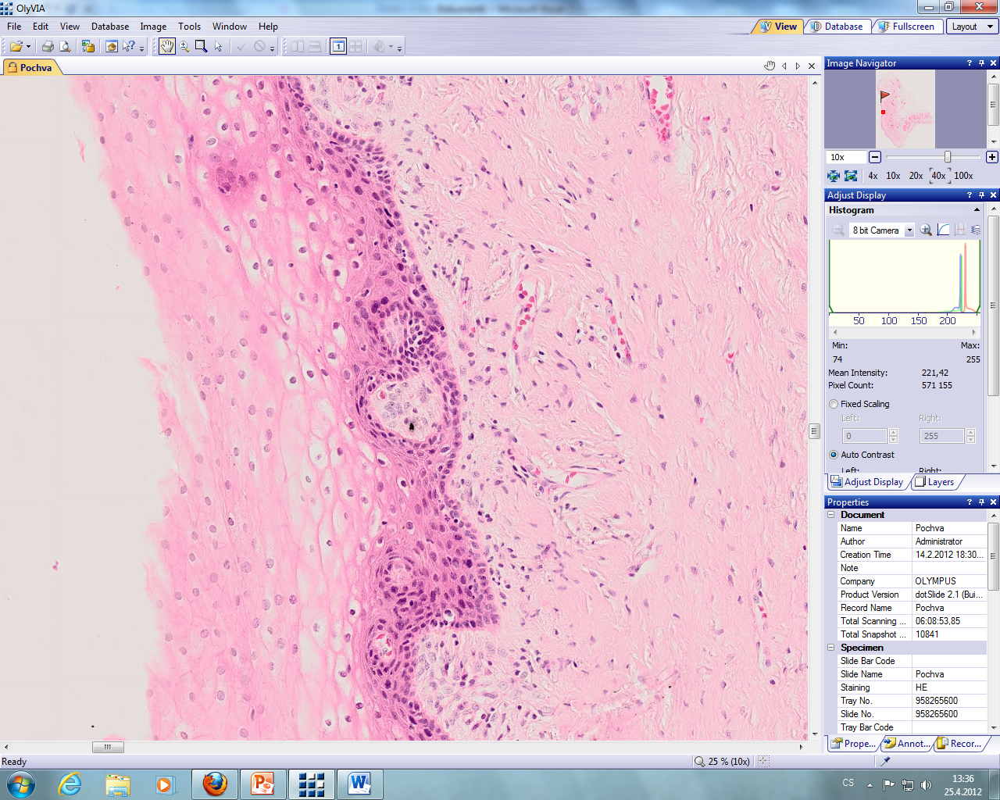 OlyVIA
File Edit View Database Image Tools Window Help
View Database Fullscreen Layout
Pochva
Image Navigator
10x
4x 10x 20x 40x 100x
Adjust Display
Histogram
8 bit Camera
50 100 150 200
Min: Max:
74 255
Mean Intensity: 221,42
Pixel Count: 571 155
Fixed Scaling
Left: Right:
0 255
Auto Contrast
Left: Right:
Adjust Display Layers
Properties
Document
Name Pochva
Author Administrator
Creation Time 14.2.2012 18:30...
Note
Company OLYMPUS
Product Version dotSlide 2.1 (Bui...
Record Name Pochva
Total Scanning ... 06:08:53,85
Total Snapshot ... 10841
Specimen
Slide Bar Code
Slide Name Pochva
Staining HE
Tray No. 958265600
Slide No. 958265600
Tray Bar Code
Prope... Annot... Recor...
Ready 25 % (10x)
CS 13:36
25.4.2012